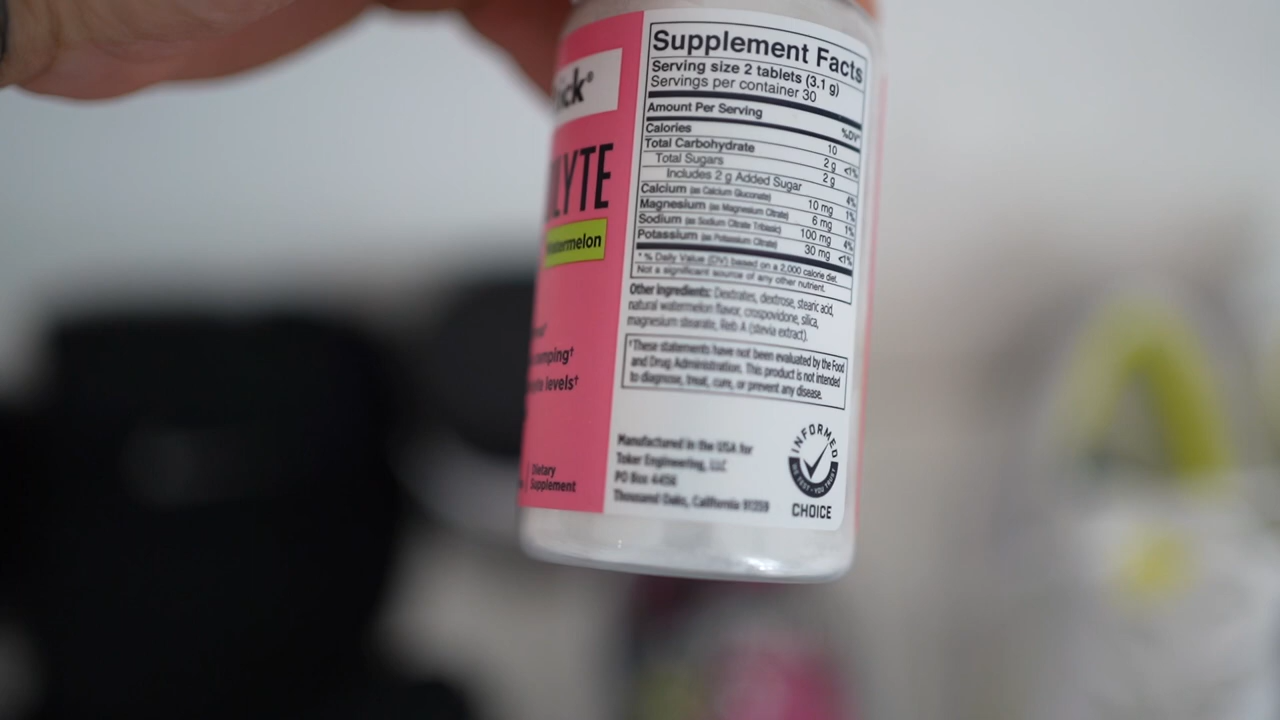 ick®
LYTE
termelon
amping†
yte levels†
Dietary
Supplement
Supplement Facts
Serving size 2 tablets (3.1 g)
Servings per container 30
Amount Per Serving
%DV*
Calories 10
Total Carbohydrate 2 g <1%
Total Sugars 2 g
Includes 2 g Added Sugar 4%
Calcium (as Calcium Gluconate) 10 mg 1%
Magnesium (as Magnesium Citrate) 6 mg 1%
Sodium (as Sodium Citrate Tribasic) 100 mg 4%
Potassium (as Potassium Citrate) 30 mg <1%
* % Daily Value (DV) based on a 2,000 calorie diet.
Not a significant source of any other nutrient.
Other ingredients: Dextrates, dextrose, stearic acid,
natural watermelon flavor, crospovidone, silica,
magnesium stearate, Reb A (stevia extract).
†These statements have not been evaluated by the Food
and Drug Administration. This product is not intended
to diagnose, treat, cure, or prevent any disease.
Manufactured in the USA for
Toker Engineering, LLC
PO Box 4456
Thousand Oaks, California 91359
INFORMED
WE TEST • YOU TRUST
CHOICE